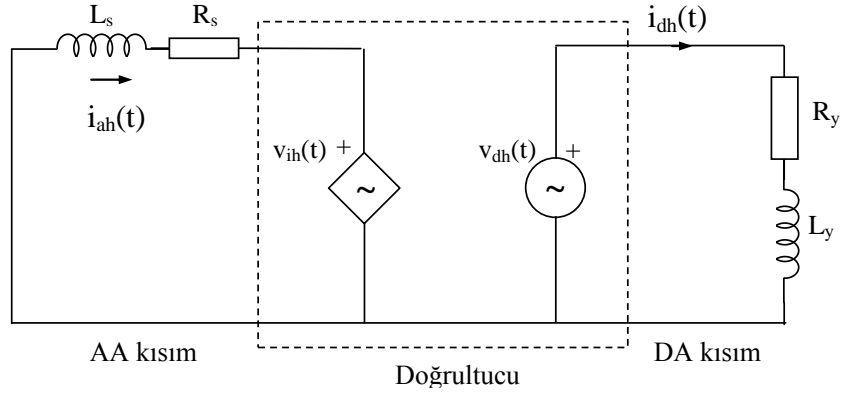 Ls Rs
iah(t)
vih(t) +
~
vdh(t) +
~
idh(t)
Ry
Ly
AA kısım
Doğrultucu
DA kısım